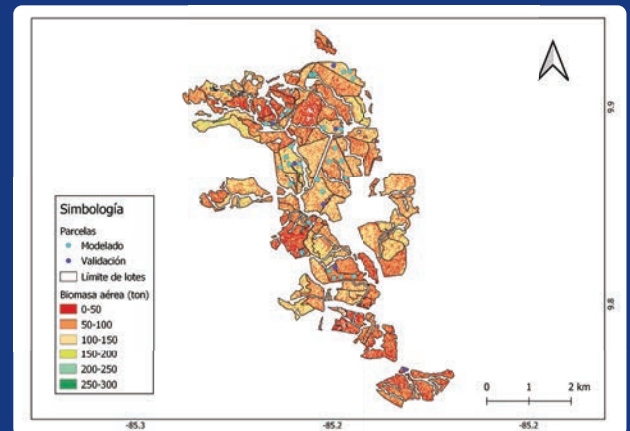 9.9
Simbología
Parcelas
Modelado
Validación
Límite de lotes
Biomasa aérea (ton)
0-50
50-100
100-150
150-200
200-250
250-300
9.8
0 1 2 km
-85.3 -85.2 -85.2